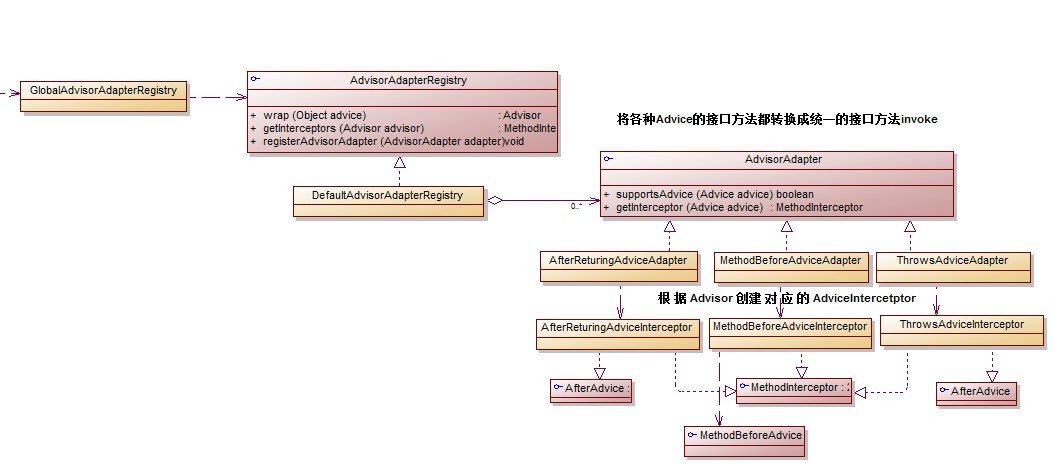 GlobalAdvisorAdapterRegistry
AdvisorAdapterRegistry
+ wrap (Object advice) : Advisor
+ getInterceptors (Advisor advisor) : MethodInte
+ registerAdvisorAdapter (AdvisorAdapter adapter)void
将各种Advice的接口方法都转换成统一的接口方法invoke
AdvisorAdapter
+ supportsAdvice (Advice advice) boolean
+ getInterceptor (Advice advice) : MethodInterceptor
DefaultAdvisorAdapterRegistry
0..*
AfterReturingAdviceAdapter
MethodBeforeAdviceAdapter
ThrowsAdviceAdapter
根据 Advisor 创建对应的 AdviceIntercetptor
AfterReturingAdviceInterceptor
MethodBeforeAdviceInterceptor
ThrowsAdviceInterceptor
AfterAdvice :
MethodInterceptor : 2
AfterAdvice
MethodBeforeAdvice